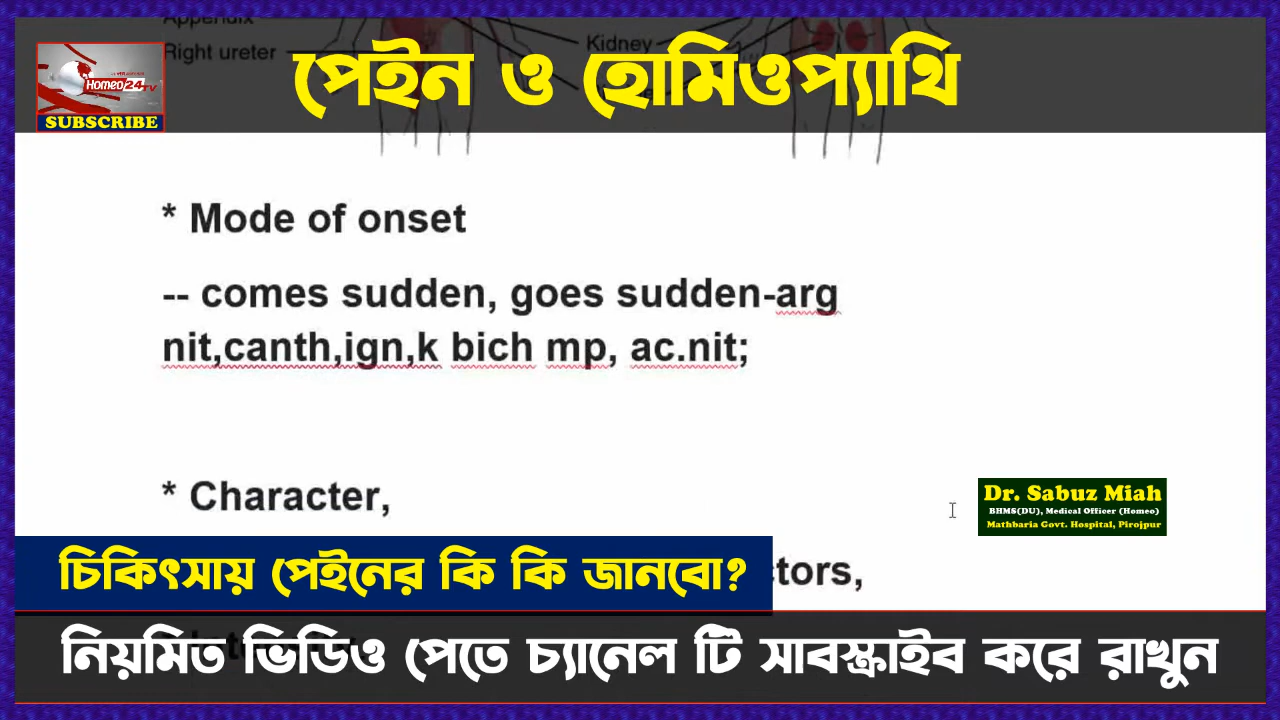 Appendix
Right ureter
Kidney
পেইন ও হোমিওপ্যাথি
Homeo24TV
SUBSCRIBE
* Mode of onset
-- comes sudden, goes sudden-arg
nit,canth,ign,k bich mp, ac.nit;
* Character,
Dr. Sabuz Miah
BHMS(DU), Medical Officer (Homeo)
Mathbaria Govt. Hospital, Pirojpur
চিকিৎসায় পেইনের কি কি জানবো?
ctors,
নিয়মিত ভিডিও পেতে চ্যানেল টি সাবস্ক্রাইব করে রাখুন